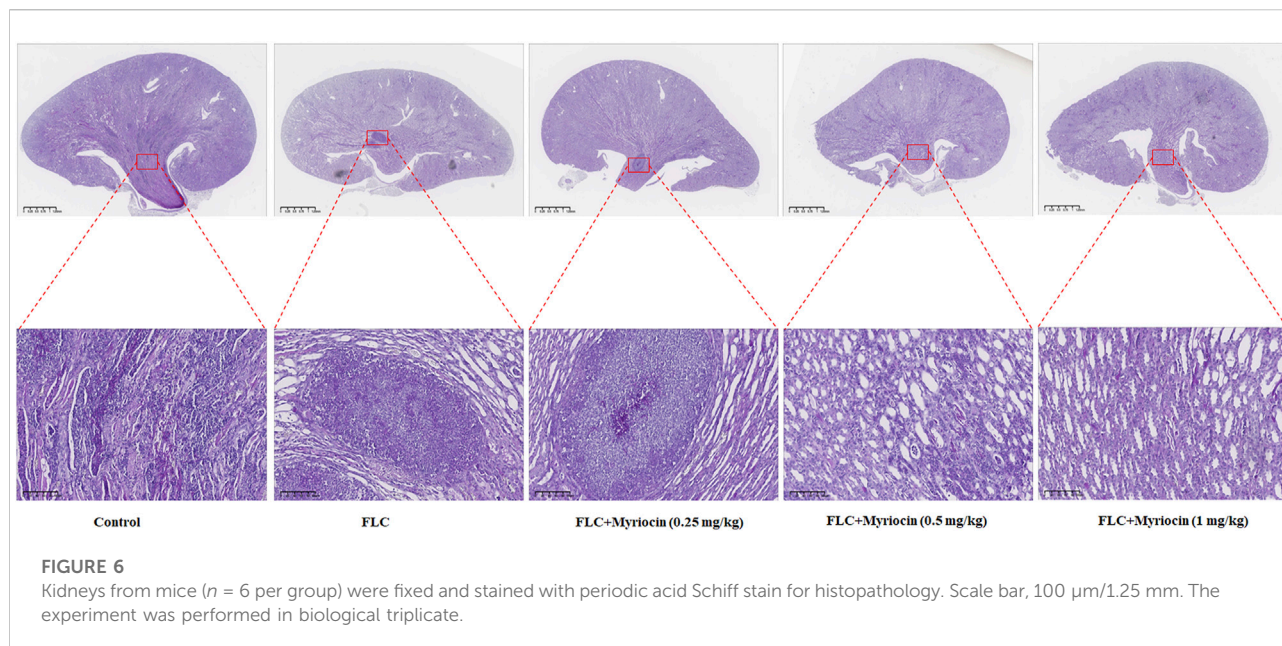 Control
FLC
FLC+Myriocin (0.25 mg/kg)
FLC+Myriocin (0.5 mg/kg)
FLC+Myriocin (1 mg/kg)
FIGURE 6
Kidneys from mice (n = 6 per group) were fixed and stained with periodic acid Schiff stain for histopathology. Scale bar, 100 μm/1.25 mm. The
experiment was performed in biological triplicate.